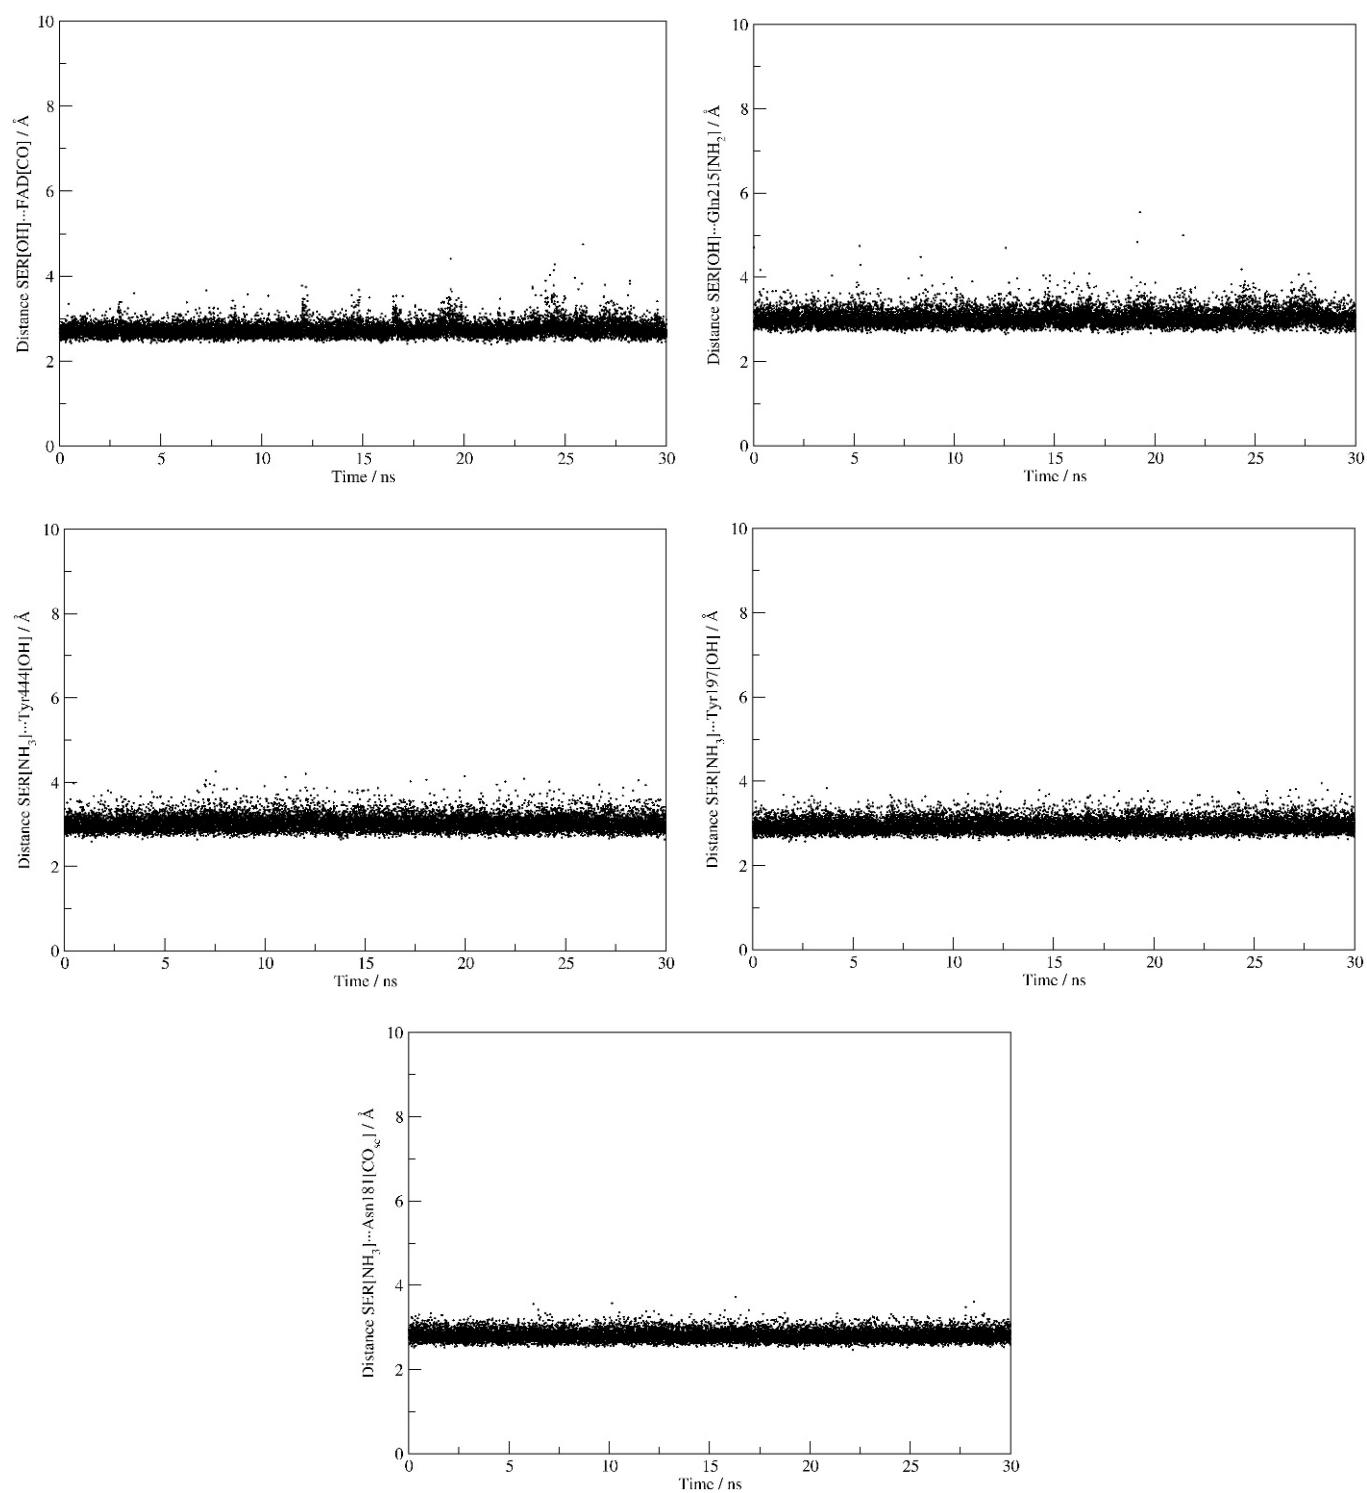 Distance SER[OH]···FAD[CO] / Å
10
8
6
4
2
0
0 5 10 15 20 25 30
Time / ns
Distance SER[OH]···Gln215[NH2] / Å
10
8
6
4
2
0
0 5 10 15 20 25 30
Time / ns
Distance SER[NH3]···Tyr444[OH] / Å
10
8
6
4
2
0
0 5 10 15 20 25 30
Time / ns
Distance SER[NH3]···Tyr197[OH] / Å
10
8
6
4
2
0
0 5 10 15 20 25 30
Time / ns
Distance SER[NH3]···Asn181[COsc] / Å
10
8
6
4
2
0
0 5 10 15 20 25 30
Time / ns